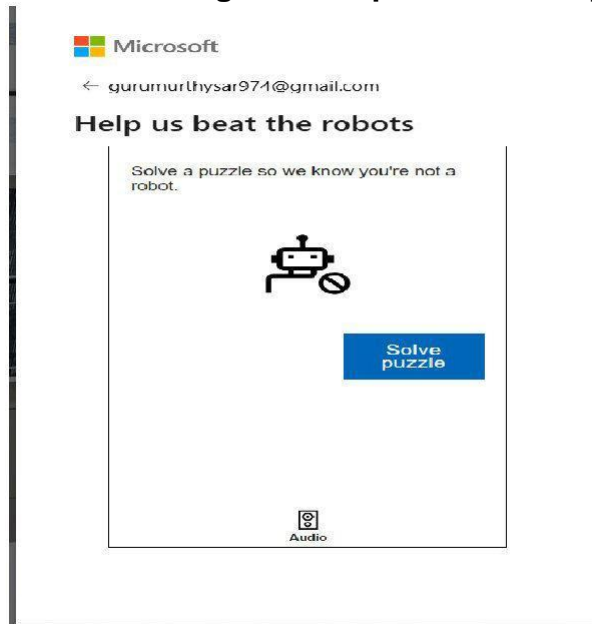 Microsoft
← gurumurthysar974@gmail.com
Help us beat the robots
Solve a puzzle so we know you're not a
robot.
Solve
puzzle
Audio